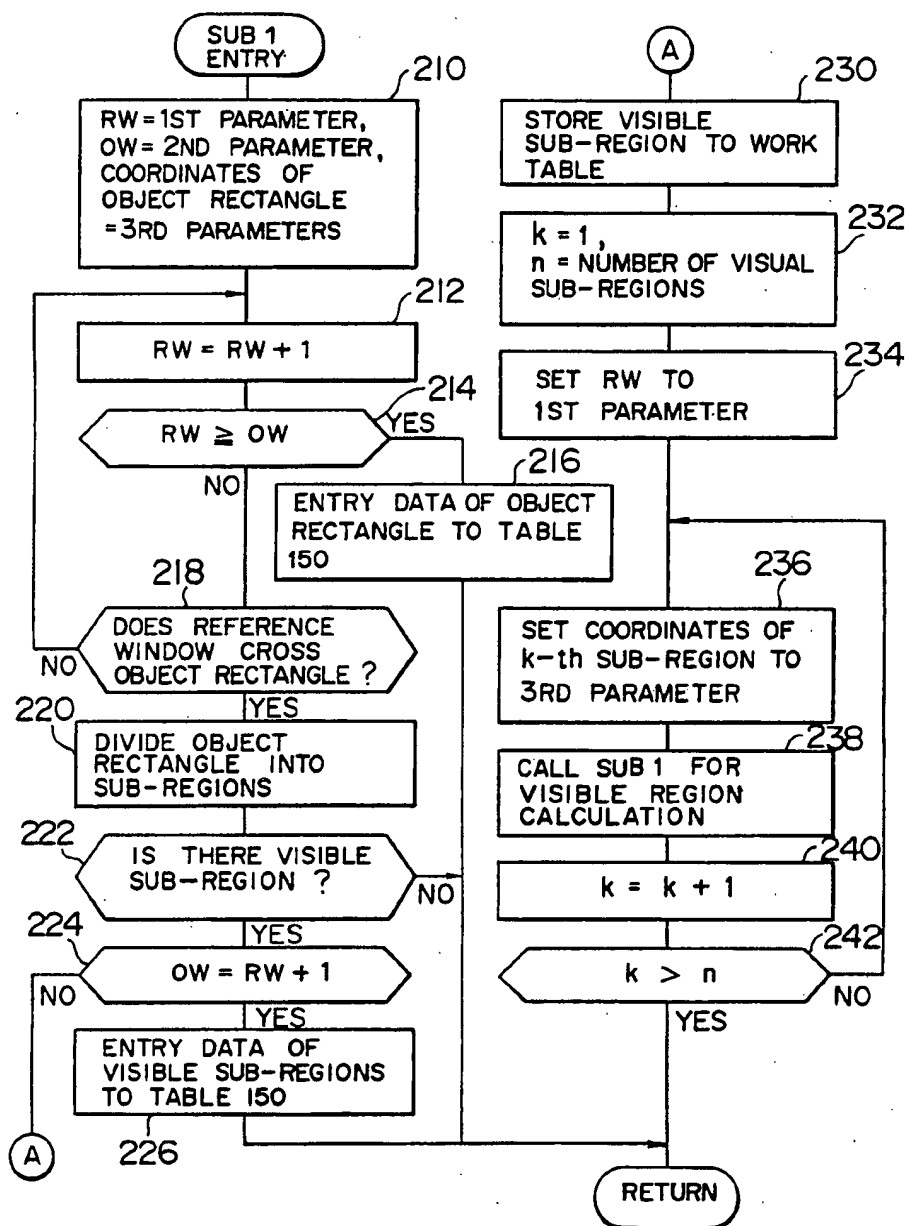 SUB 1
ENTRY
210
RW = 1ST PARAMETER,
OW = 2ND PARAMETER,
COORDINATES OF
OBJECT RECTANGLE
= 3RD PARAMETERS
212
RW = RW + 1
214
RW ≧ OW
YES
NO
216
ENTRY DATA OF OBJECT
RECTANGLE TO TABLE
150
218
DOES REFERENCE
WINDOW CROSS
OBJECT RECTANGLE ?
NO
YES
220
DIVIDE OBJECT
RECTANGLE INTO
SUB-REGIONS
222
IS THERE VISIBLE
SUB-REGION ?
NO
YES
224
OW = RW + 1
NO
YES
ENTRY DATA OF
VISIBLE SUB-REGIONS
TO TABLE 150
226
A
A
230
STORE VISIBLE
SUB-REGION TO WORK
TABLE
232
k = 1,
n = NUMBER OF VISUAL
SUB-REGIONS
234
SET RW TO
1ST PARAMETER
236
SET COORDINATES OF
k-th SUB-REGION TO
3RD PARAMETER
238
CALL SUB 1 FOR
VISIBLE REGION
CALCULATION
240
k = k + 1
242
k > n
NO
YES
RETURN